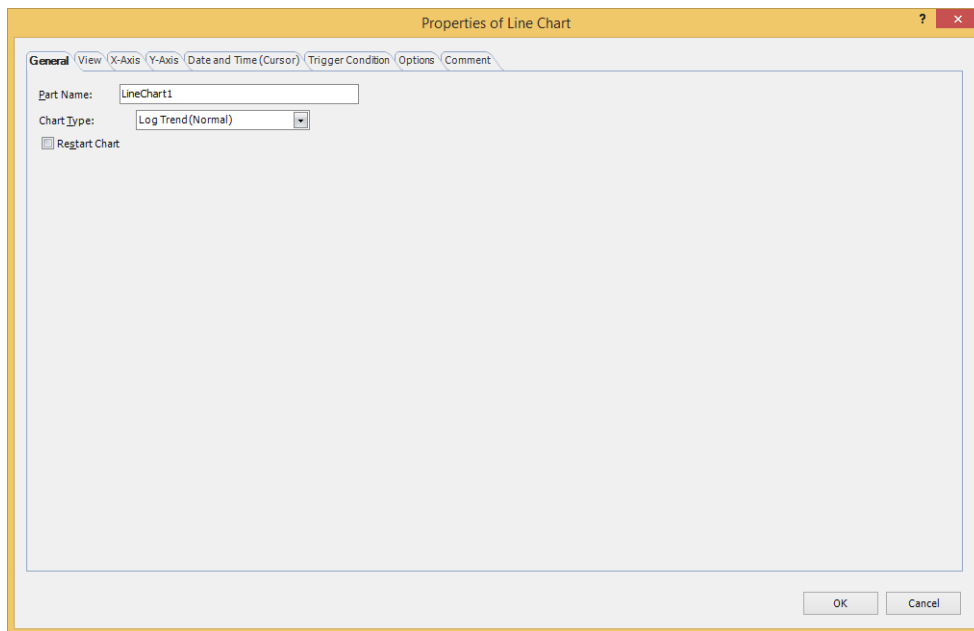 Properties of Line Chart
?
General View X-Axis Y-Axis Date and Time (Cursor) Trigger Condition Options Comment
Part Name: LineChart1
Chart Type: Log Trend (Normal)
Restart Chart
OK Cancel